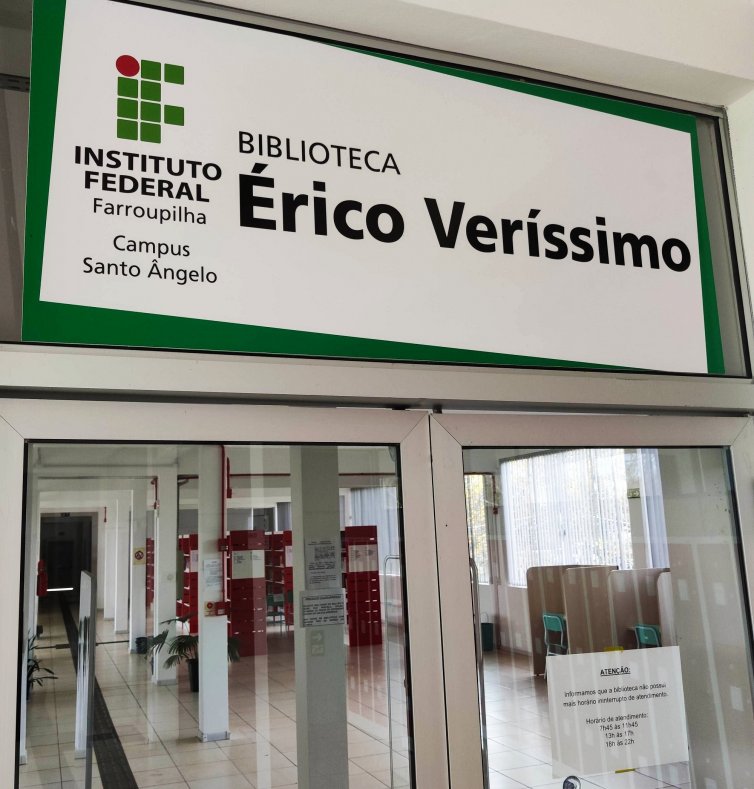 INSTITUTO
FEDERAL
Farroupilha
Campus
Santo Ângelo
BIBLIOTECA
Érico Veríssimo
ATENÇÃO:
Informamos que a biblioteca não possui
mais horário ininterrupto de atendimento.
Horário de atendimento:
7h45 às 11h45
13h às 17h
18h às 22h